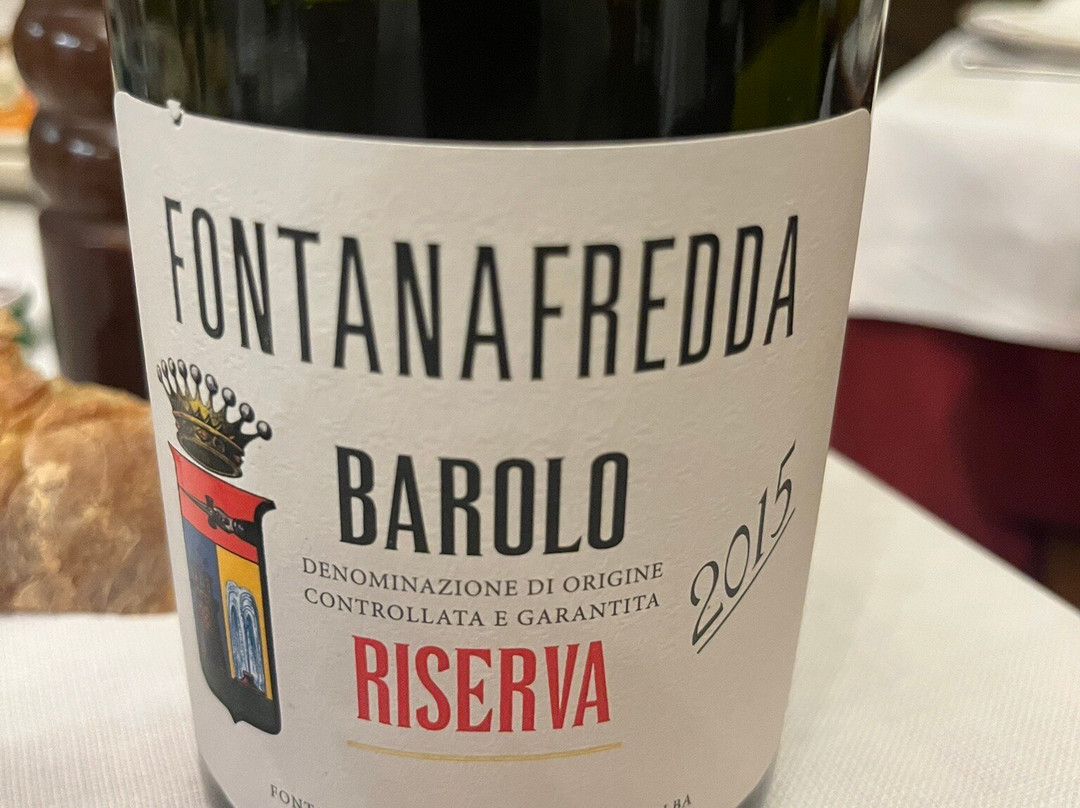 FONTANAFREDDA
BAROLO
2015
DENOMINAZIONE DI ORIGINE
CONTROLLATA E GARANTITA
RISERVA